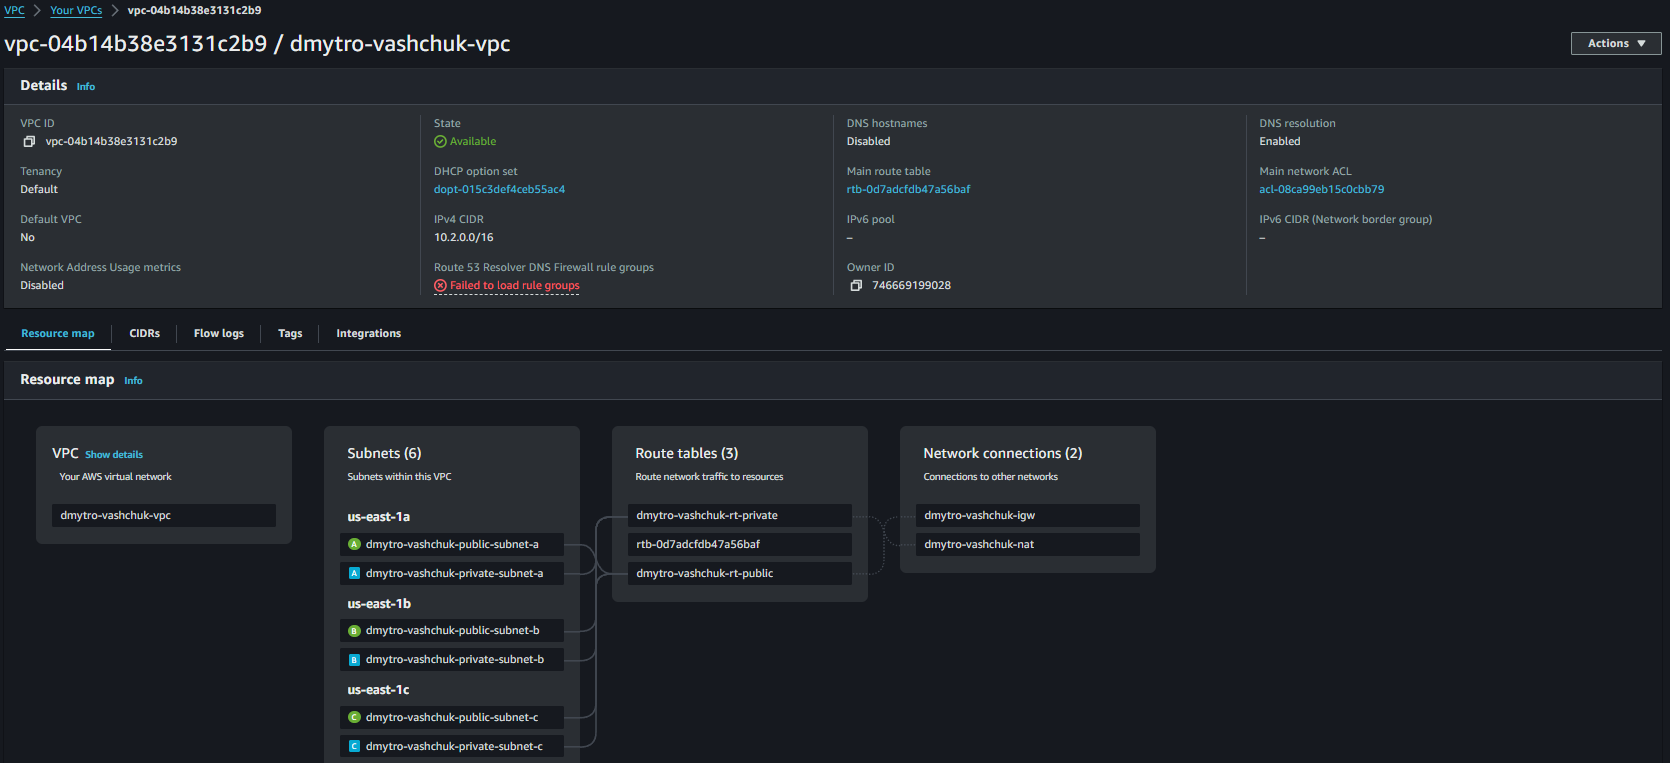 VPC > Your VPCs > vpc-04b14b38e3131c2b9
vpc-04b14b38e3131c2b9 / dmytro-vashchuk-vpc
Actions ▼
Details Info
VPC ID
vpc-04b14b38e3131c2b9
Tenancy
Default
Default VPC
No
Network Address Usage metrics
Disabled
State
Available
DHCP option set
dopt-015c3def4ceb55ac4
IPv4 CIDR
10.2.0.0/16
Route 53 Resolver DNS Firewall rule groups
Failed to load rule groups
DNS hostnames
Disabled
Main route table
rtb-0d7adcfdb47a56baf
IPv6 pool
–
Owner ID
746669199028
DNS resolution
Enabled
Main network ACL
acl-08ca99eb15c0cbb79
IPv6 CIDR (Network border group)
–
Resource map
CIDRs
Flow logs
Tags
Integrations
Resource map Info
VPC Show details
Your AWS virtual network
dmytro-vashchuk-vpc
Subnets (6)
Subnets within this VPC
us-east-1a
A dmytro-vashchuk-public-subnet-a
A dmytro-vashchuk-private-subnet-a
us-east-1b
B dmytro-vashchuk-public-subnet-b
B dmytro-vashchuk-private-subnet-b
us-east-1c
C dmytro-vashchuk-public-subnet-c
C dmytro-vashchuk-private-subnet-c
Route tables (3)
Route network traffic to resources
dmytro-vashchuk-rt-private
rtb-0d7adcfdb47a56baf
dmytro-vashchuk-rt-public
Network connections (2)
Connections to other networks
dmytro-vashchuk-igw
dmytro-vashchuk-nat